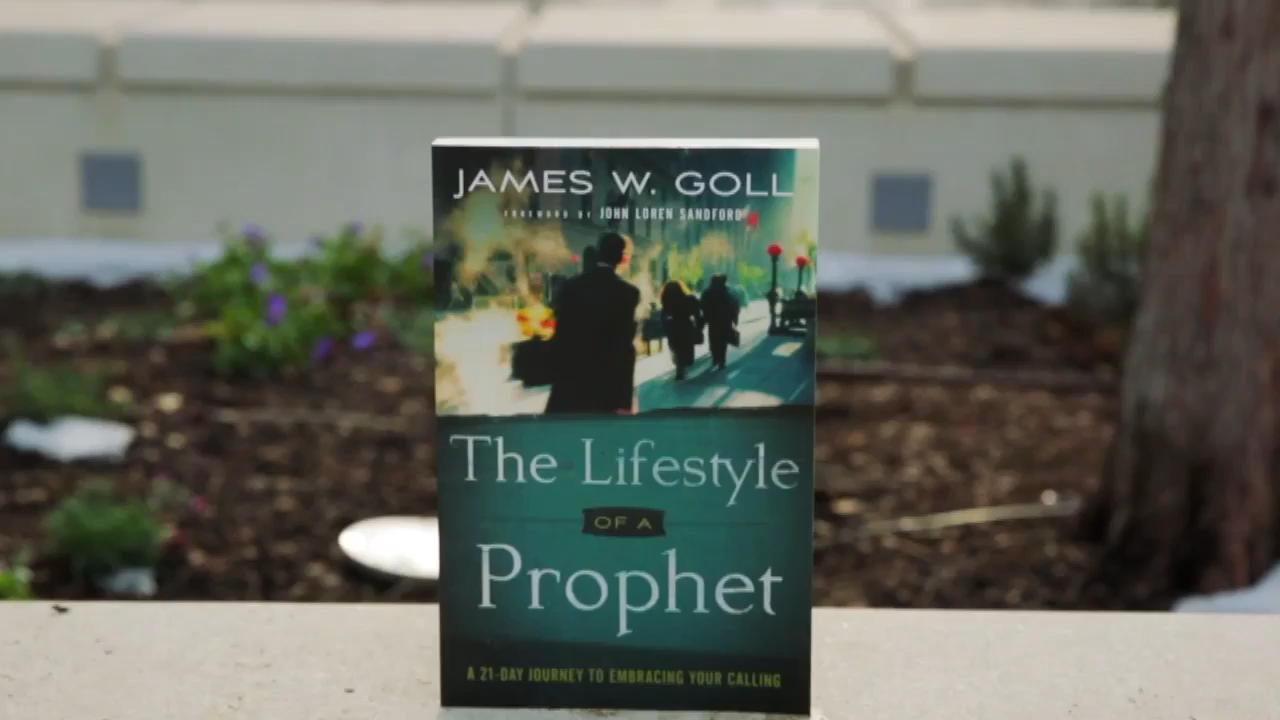 JAMES W. GOLL
FOREWORD BY JOHN LOREN SANDFORD
The Lifestyle
OF A
Prophet
A 21-DAY JOURNEY TO EMBRACING YOUR CALLING